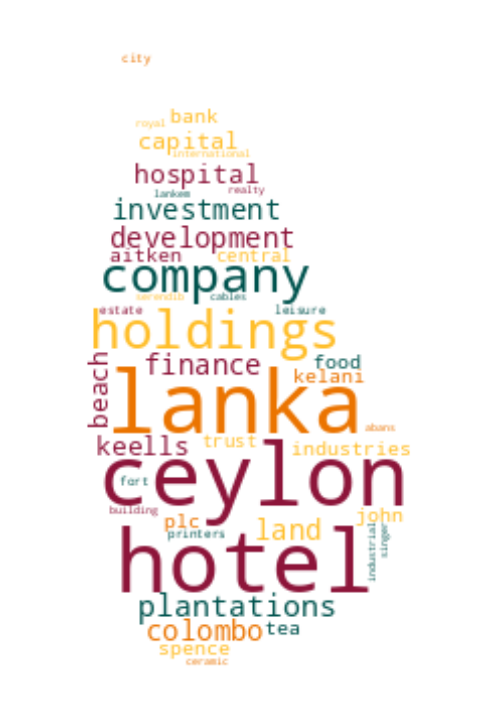 city
bank
royal
capital
international
hospital
lankem realty
investment
development
aitken central
company
serendib cables
estate leisure
holdings
finance food
kelani
beach
lanka
abans
keells trust industries
ceylon
fort
building
plc john
printers land
industrial singer
hotel
plantations
colombo tea
spence
ceramic